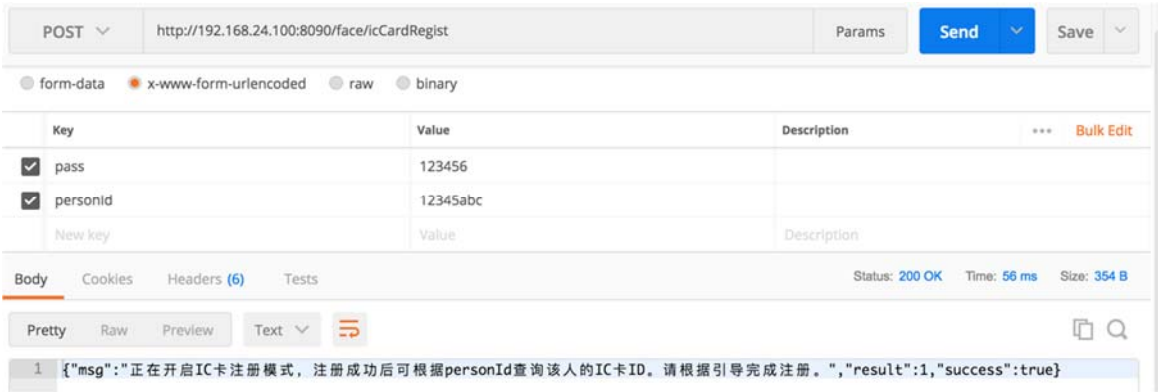 POST http://192.168.24.100:8090/face/icCardRegist Params Send Save
form-data x-www-form-urlencoded raw binary
Key Value Description Bulk Edit
pass 123456
personId 12345abc
New key Value Description
Body Cookies Headers (6) Tests Status: 200 OK Time: 56 ms Size: 354 B
Pretty Raw Preview Text
1 {"msg":"正在开启IC卡注册模式，注册成功后可根据personId查询该人的IC卡ID。请根据引导完成注册。","result":1,"success":true}